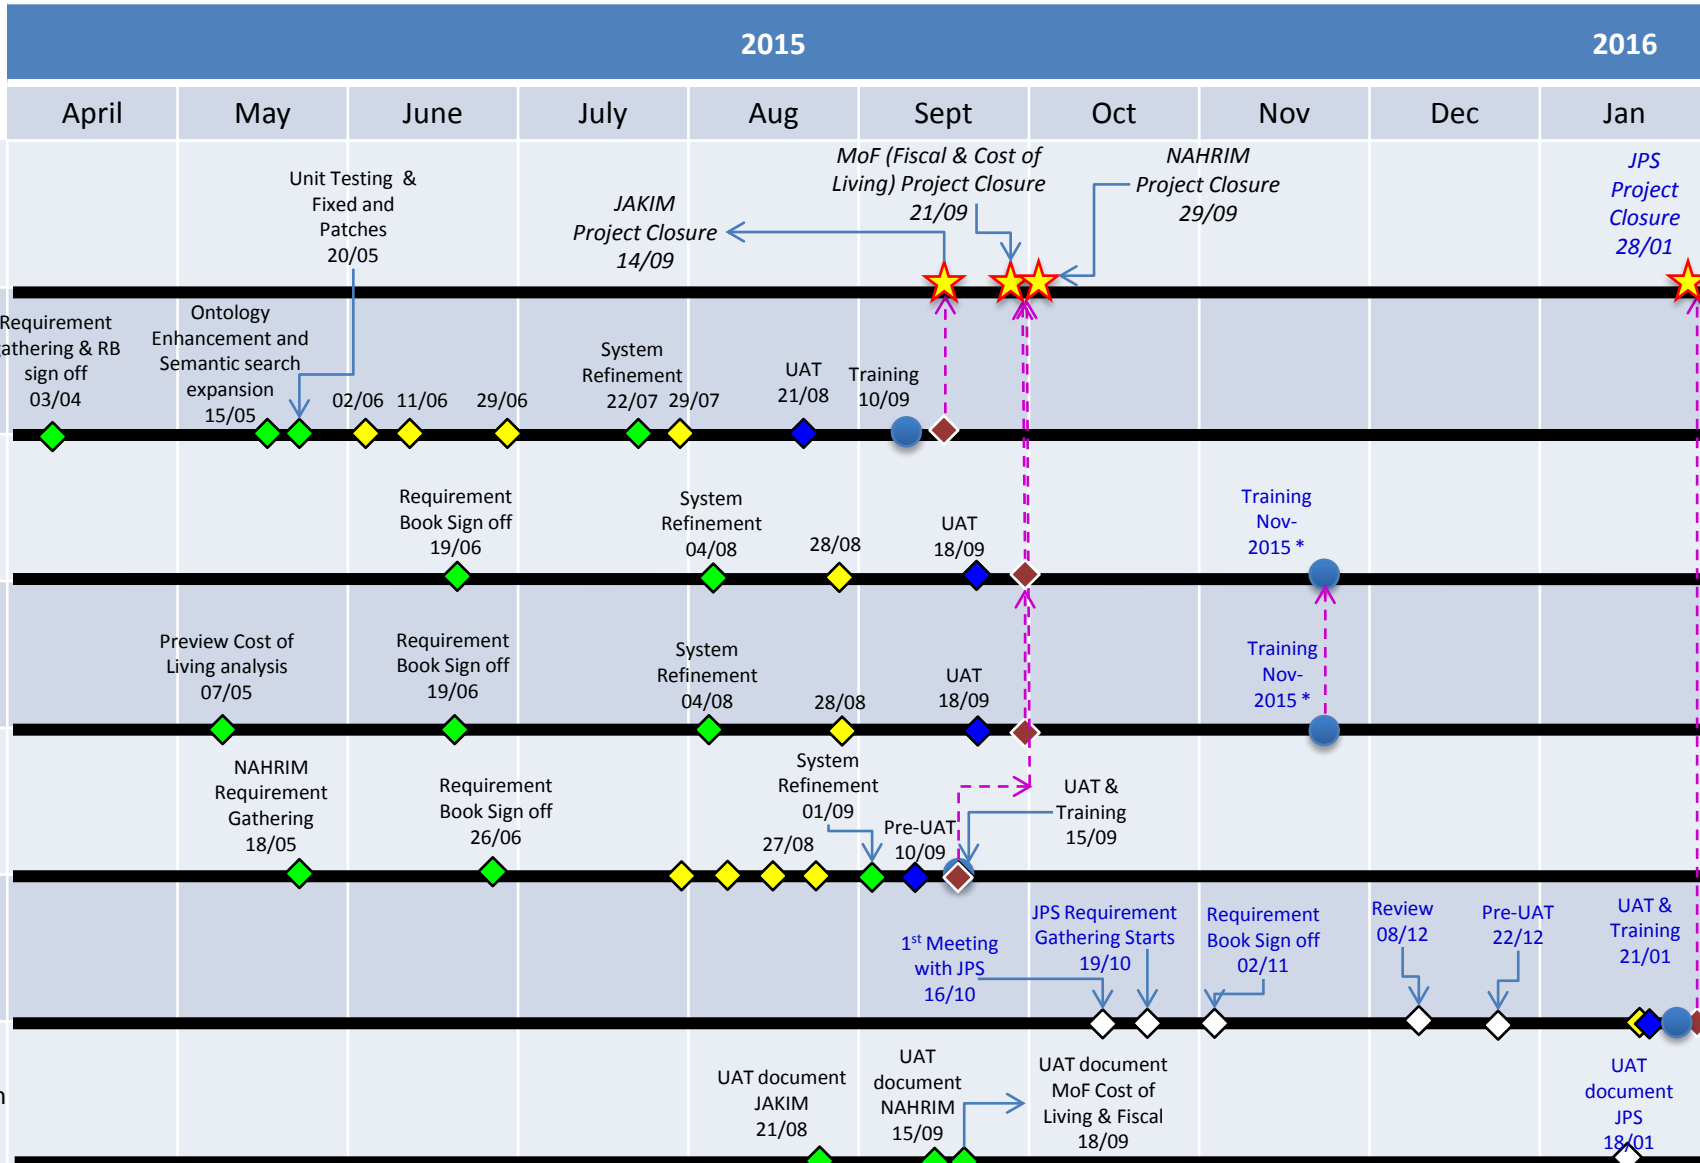 2015
2016
April
May
June
July
Aug
Sept
Oct
Nov
Dec
Jan
Unit Testing &
Fixed and
Patches
20/05
JAKIM
Project Closure
14/09
MoF (Fiscal & Cost of
Living) Project Closure
21/09
NAHRIM
Project Closure
29/09
JPS
Project
Closure
28/01
Requirement
gathering & RB
sign off
03/04
Ontology
Enhancement and
Semantic search
expansion
15/05
02/06
11/06
29/06
System
Refinement
22/07
29/07
UAT
21/08
Training
10/09
Requirement
Book Sign off
19/06
System
Refinement
04/08
28/08
UAT
18/09
Training
Nov-
2015 *
Preview Cost of
Living analysis
07/05
Requirement
Book Sign off
19/06
System
Refinement
04/08
28/08
UAT
18/09
Training
Nov-
2015 *
NAHRIM
Requirement
Gathering
18/05
Requirement
Book Sign off
26/06
27/08
System
Refinement
01/09
Pre-UAT
10/09
UAT &
Training
15/09
1st Meeting
with JPS
16/10
JPS Requirement
Gathering Starts
19/10
Requirement
Book Sign off
02/11
Review
08/12
Pre-UAT
22/12
UAT &
Training
21/01
n
UAT document
JAKIM
21/08
UAT
document
NAHRIM
15/09
UAT document
MoF Cost of
Living & Fiscal
18/09
UAT
document
JPS
18/01